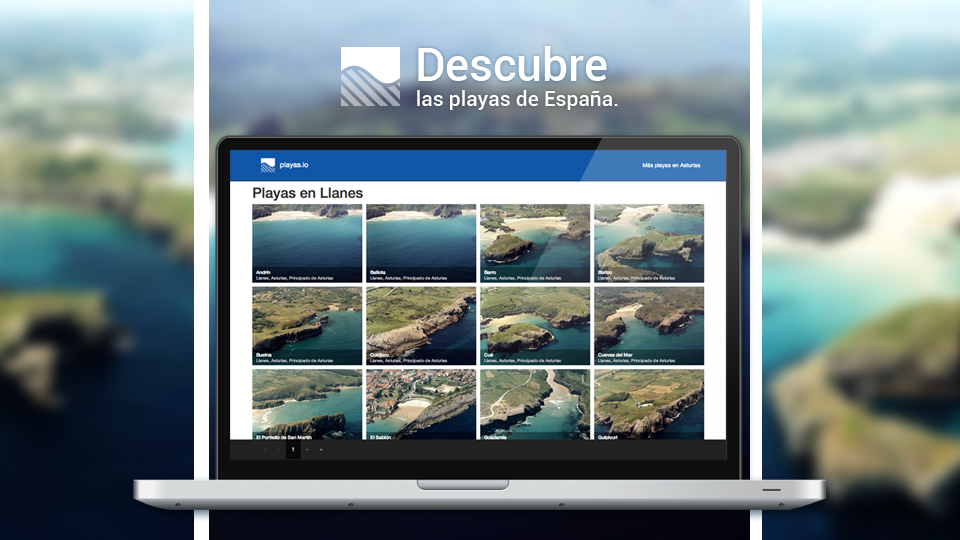 Descubre
las playas de España.
playas.io
Más playas en Asturias
Playas en Llanes
Andrín
Llanes, Asturias, Principado de Asturias
Ballota
Llanes, Asturias, Principado de Asturias
Barro
Llanes, Asturias, Principado de Asturias
Borizo
Llanes, Asturias, Principado de Asturias
Buelna
Llanes, Asturias, Principado de Asturias
Cobijeru
Llanes, Asturias, Principado de Asturias
Cué
Llanes, Asturias, Principado de Asturias
Cuevas del Mar
Llanes, Asturias, Principado de Asturias
El Portiello de San Martín
El Sablón
Guadamía
Gulpiyuri
1